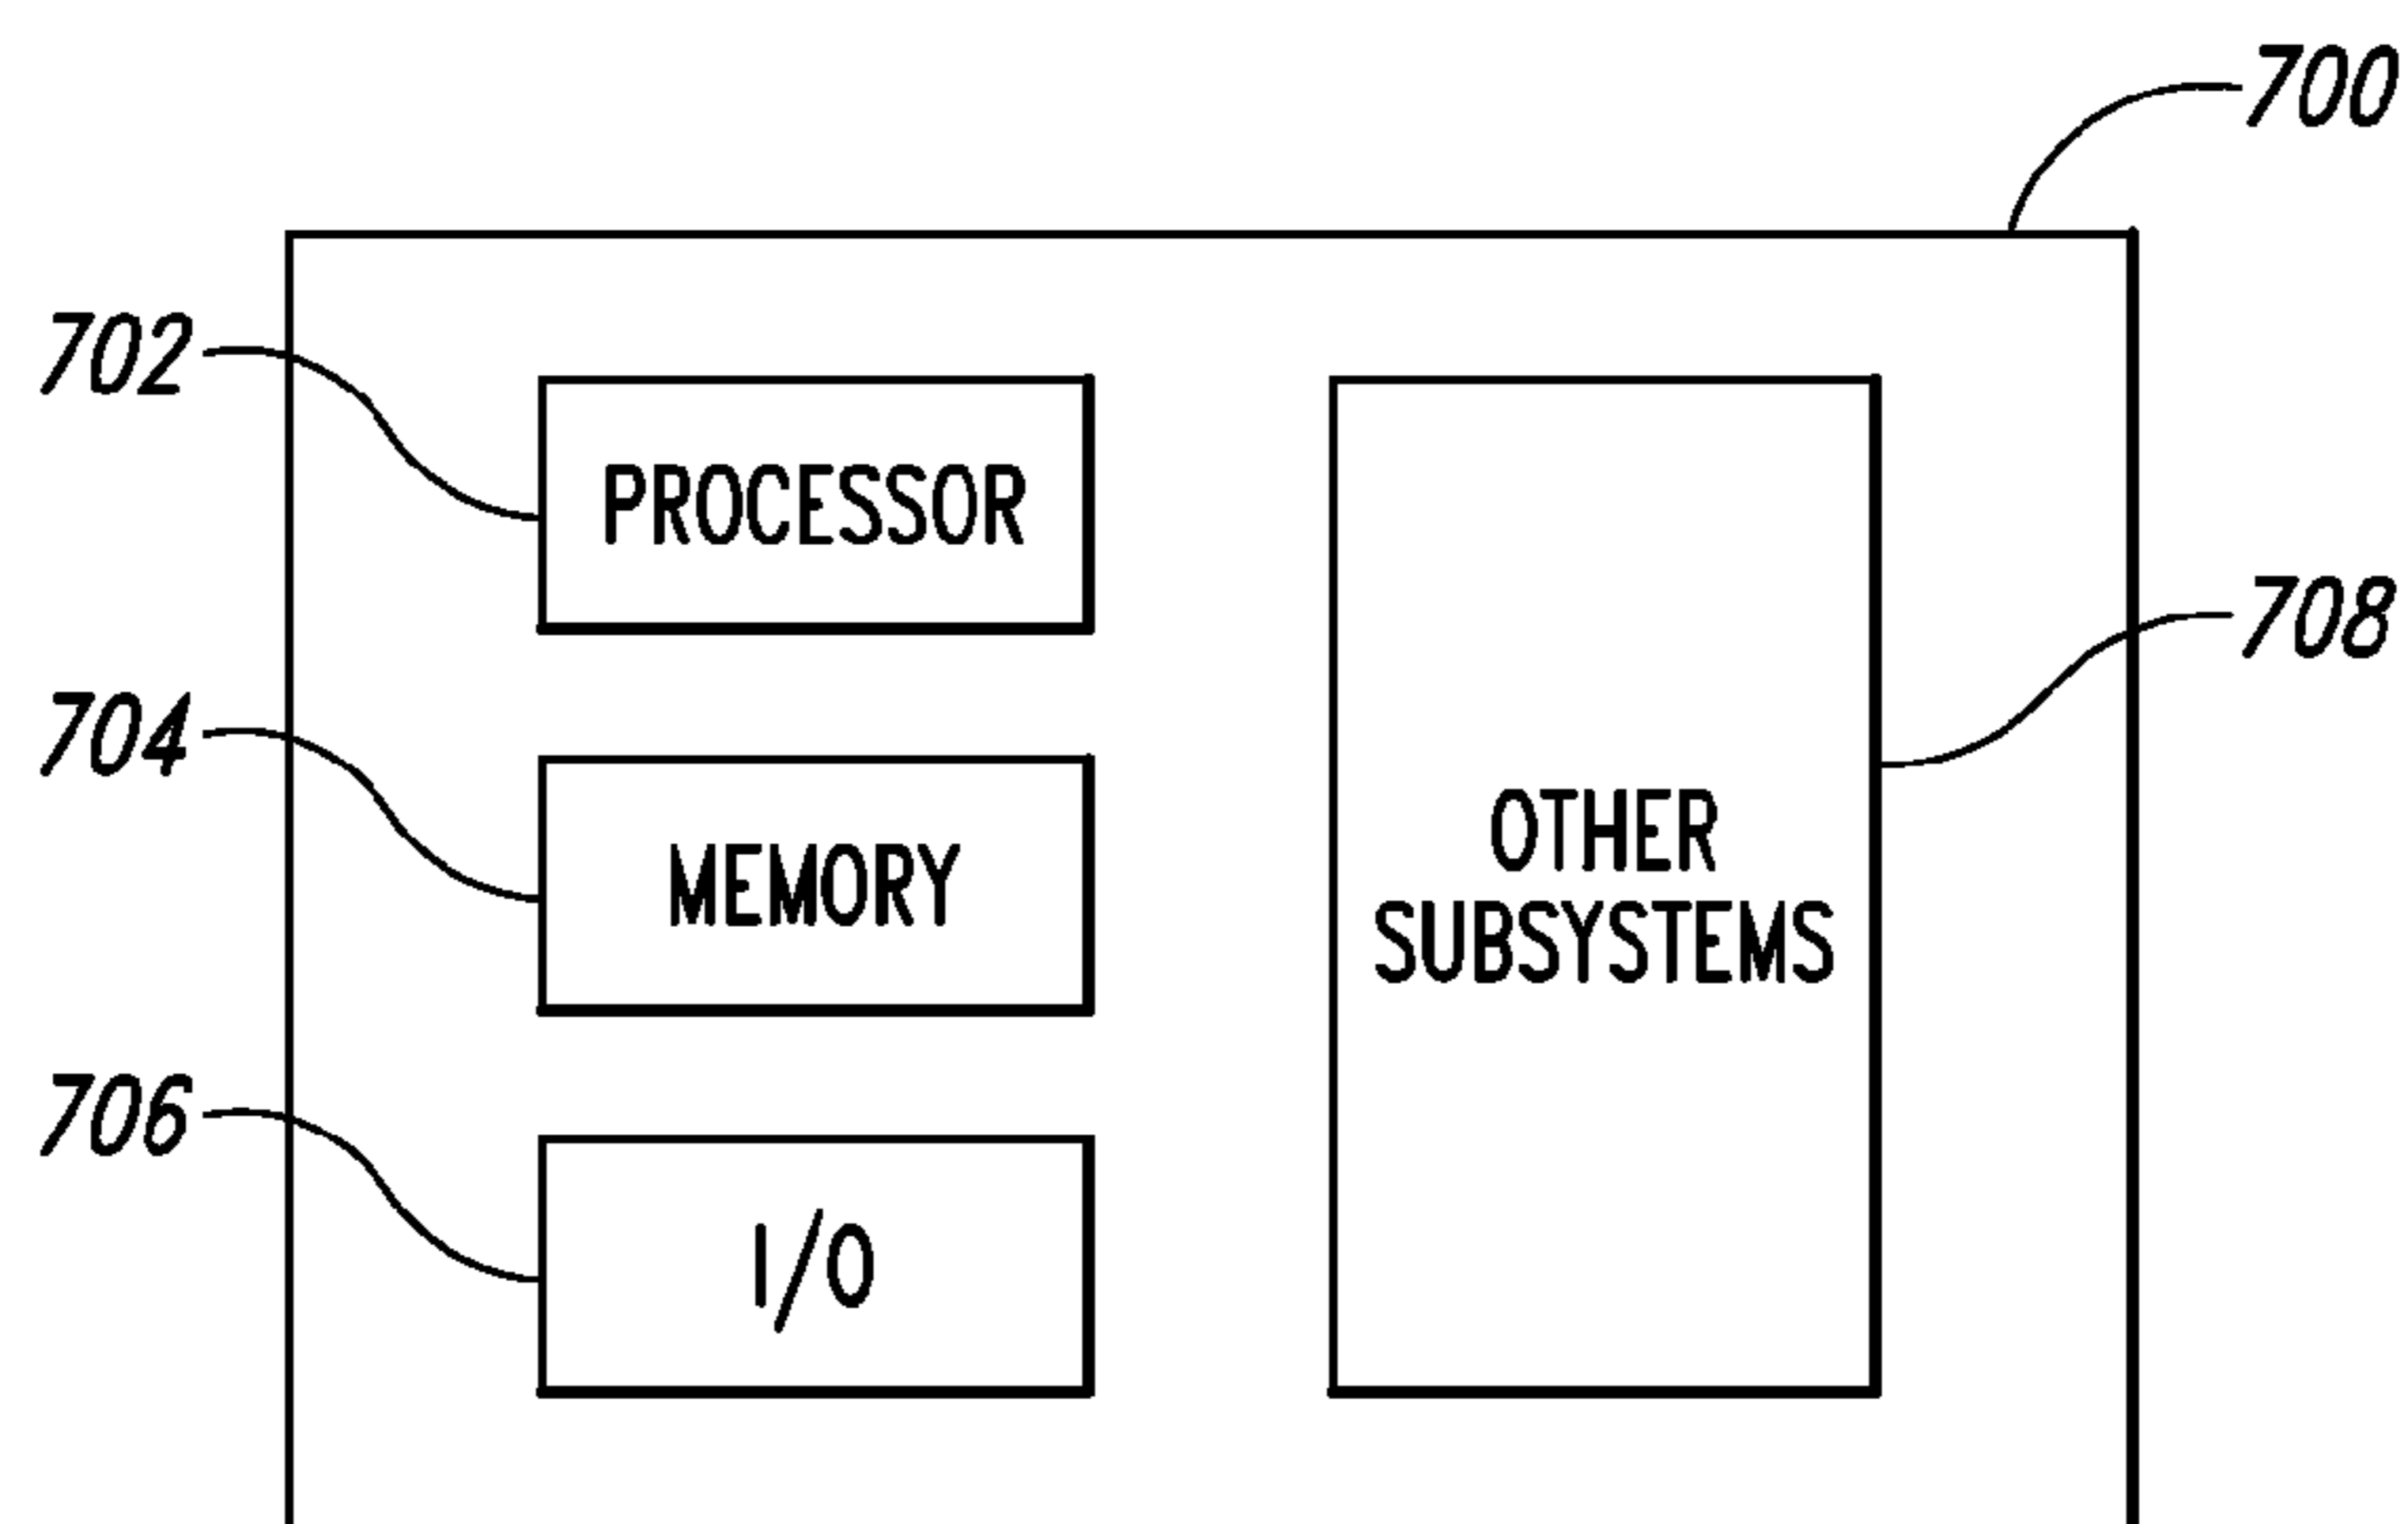 700
702
PROCESSOR
708
704
MEMORY
OTHER
SUBSYSTEMS
706
I/O